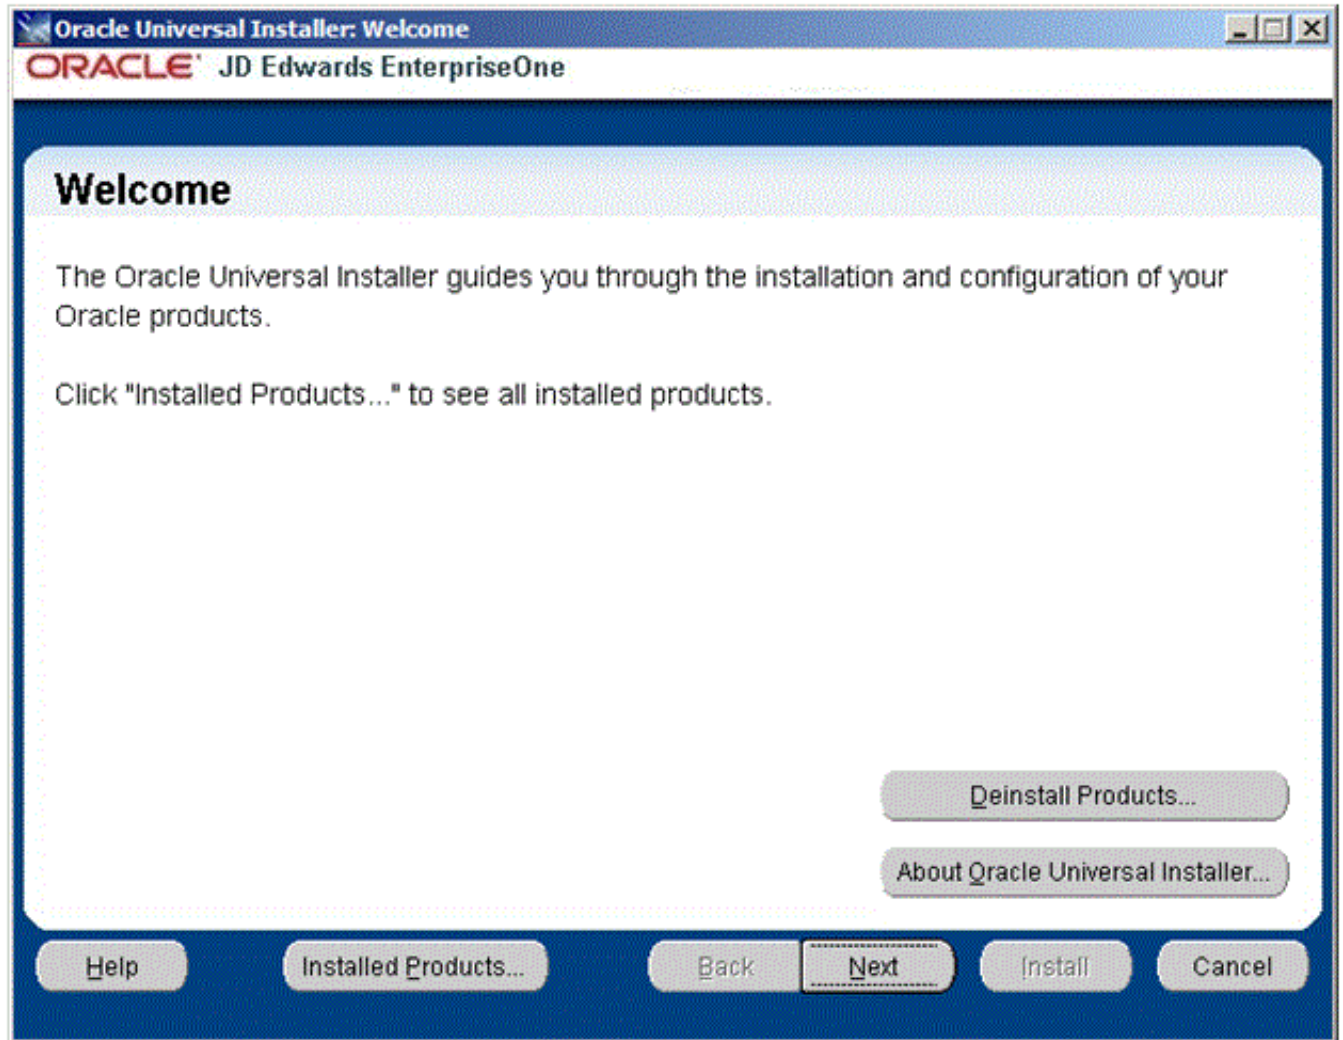 Oracle Universal Installer: Welcome
ORACLE® JD Edwards EnterpriseOne
Welcome
The Oracle Universal Installer guides you through the installation and configuration of your
Oracle products.
Click "Installed Products..." to see all installed products.
Deinstall Products...
About Oracle Universal Installer...
Help Installed Products... Back Next Install Cancel